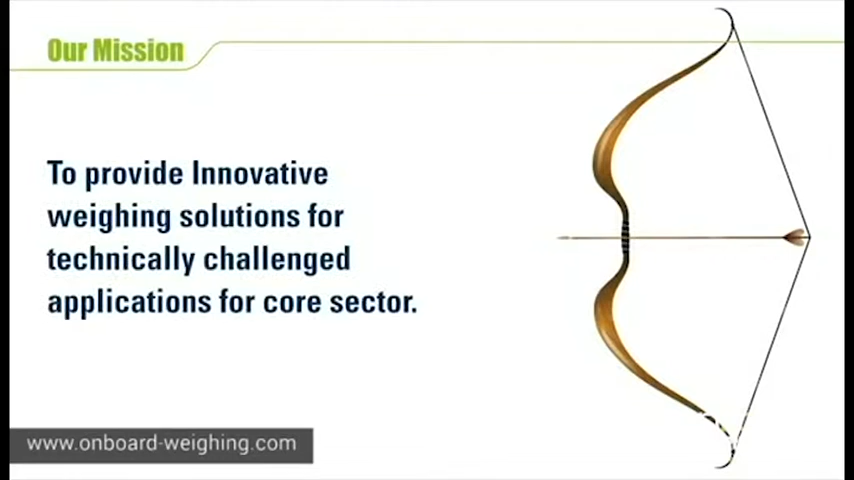 Our Mission
To provide Innovative
weighing solutions for
technically challenged
applications for core sector.
www.onboard-weighing.com